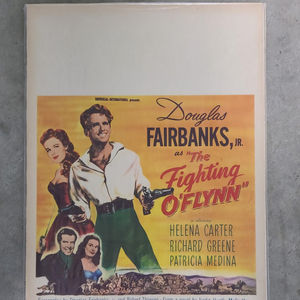 UNIVERSAL-INTERNATIONAL presents
Douglas
FAIRBANKS, JR.
as "The
Fighting
O'FLYNN"
HELENA CARTER
RICHARD GREENE
PATRICIA MEDINA